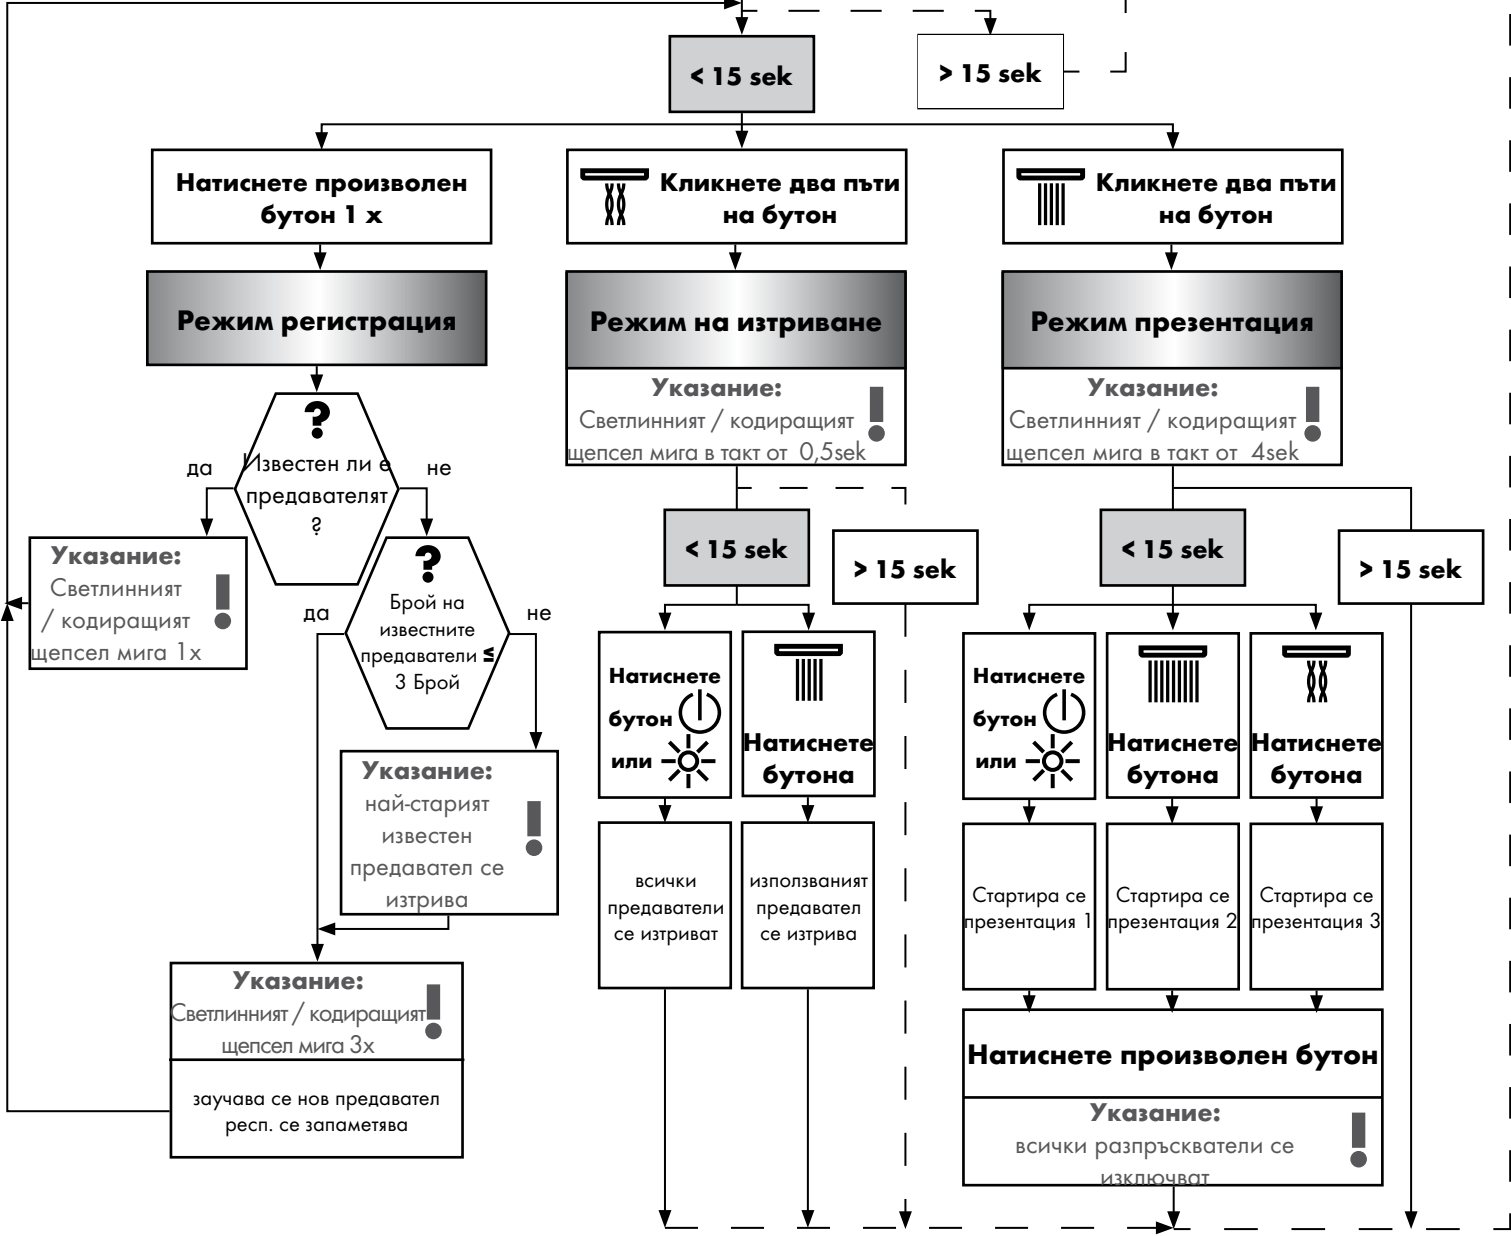 < 15 sek
> 15 sek
Натиснете произволен
бутон 1 x
Кликнете два пъти
на бутон
Кликнете два пъти
на бутон
Режим регистрация
Режим на изтриване
Режим презентация
Указание:
Светлинният / кодиращият
щепсел мига в такт от 0,5sek
Указание:
Светлинният / кодиращият
щепсел мига в такт от 4sek
?
Известен ли е
предавателят
?
да
не
Указание:
Светлинният
/ кодиращият
щепсел мига 1x
?
Брой на
известните
предаватели ≤
3 Брой
да
не
Указание:
най-старият
известен
предавател се
изтрива
Указание:
Светлинният / кодиращият
щепсел мига 3x
заучава се нов предавател
респ. се запаметява
< 15 sek
> 15 sek
Натиснете
бутон
или
Натиснете
бутона
всички
предаватели
се изтриват
използваният
предавател
се изтрива
< 15 sek
> 15 sek
Натиснете
бутон
или
Натиснете
бутона
Натиснете
бутона
Стартира се
презентация 1
Стартира се
презентация 2
Стартира се
презентация 3
Натиснете произволен бутон
Указание:
всички разпръскватели се
изключват